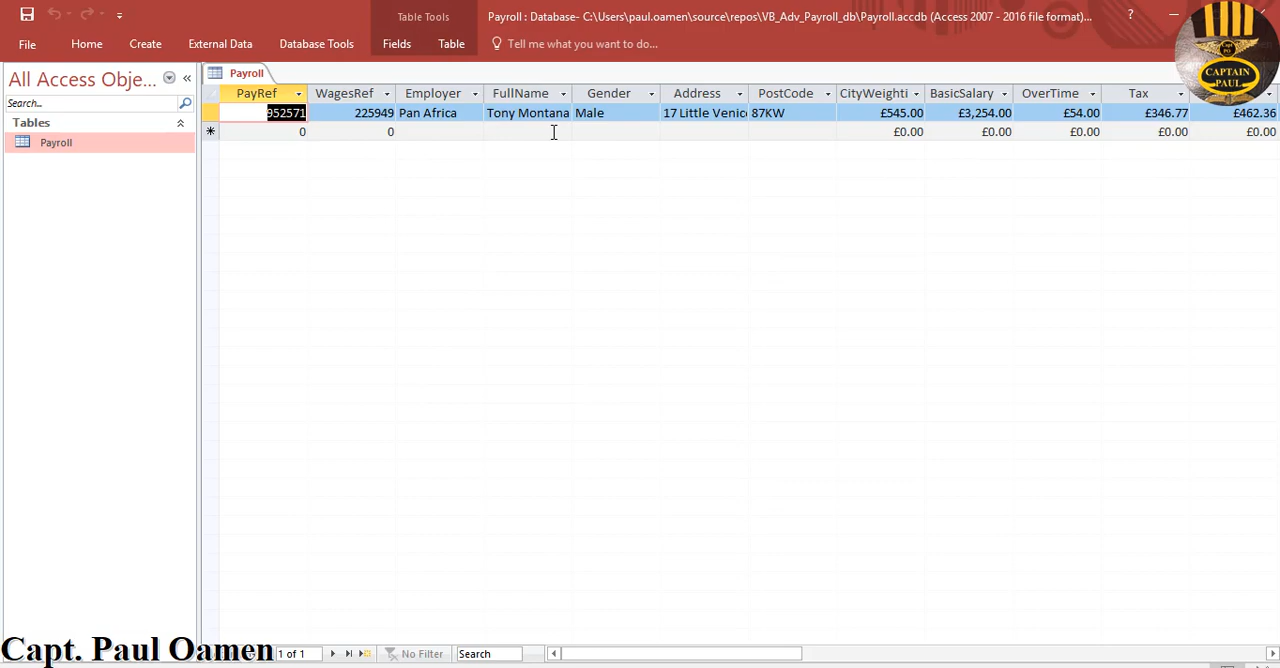 Table Tools
Payroll : Database- C:\Users\paul.oamen\source\repos\VB_Adv_Payroll_db\Payroll.accdb (Access 2007 - 2016 file format)...
?
File Home Create External Data Database Tools Fields Table Tell me what you want to do...
All Access Obje...
Search...
Tables
Payroll
Payroll
PayRef WagesRef Employer FullName Gender Address PostCode CityWeighti BasicSalary OverTime Tax
952571 225949 Pan Africa Tony Montana Male 17 Little Venice 87KW £545.00 £3,254.00 £54.00 £346.77 £462.36
* 0 0 £0.00 £0.00 £0.00 £0.00 £0.00
CAPTAIN
PAUL
Capt. Paul Oamen
1 of 1 No Filter Search